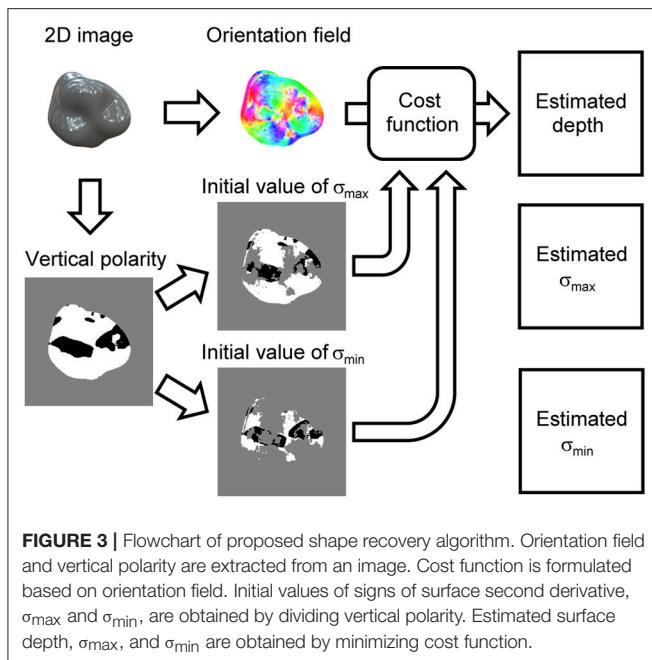 2D image
Orientation field
Cost
function
Estimated
depth
Initial value of σmax
Vertical polarity
Estimated
σmax
Initial value of σmin
Estimated
σmin
FIGURE 3 | Flowchart of proposed shape recovery algorithm. Orientation field
and vertical polarity are extracted from an image. Cost function is formulated
based on orientation field. Initial values of signs of surface second derivative,
σmax and σmin, are obtained by dividing vertical polarity. Estimated surface
depth, σmax, and σmin are obtained by minimizing cost function.